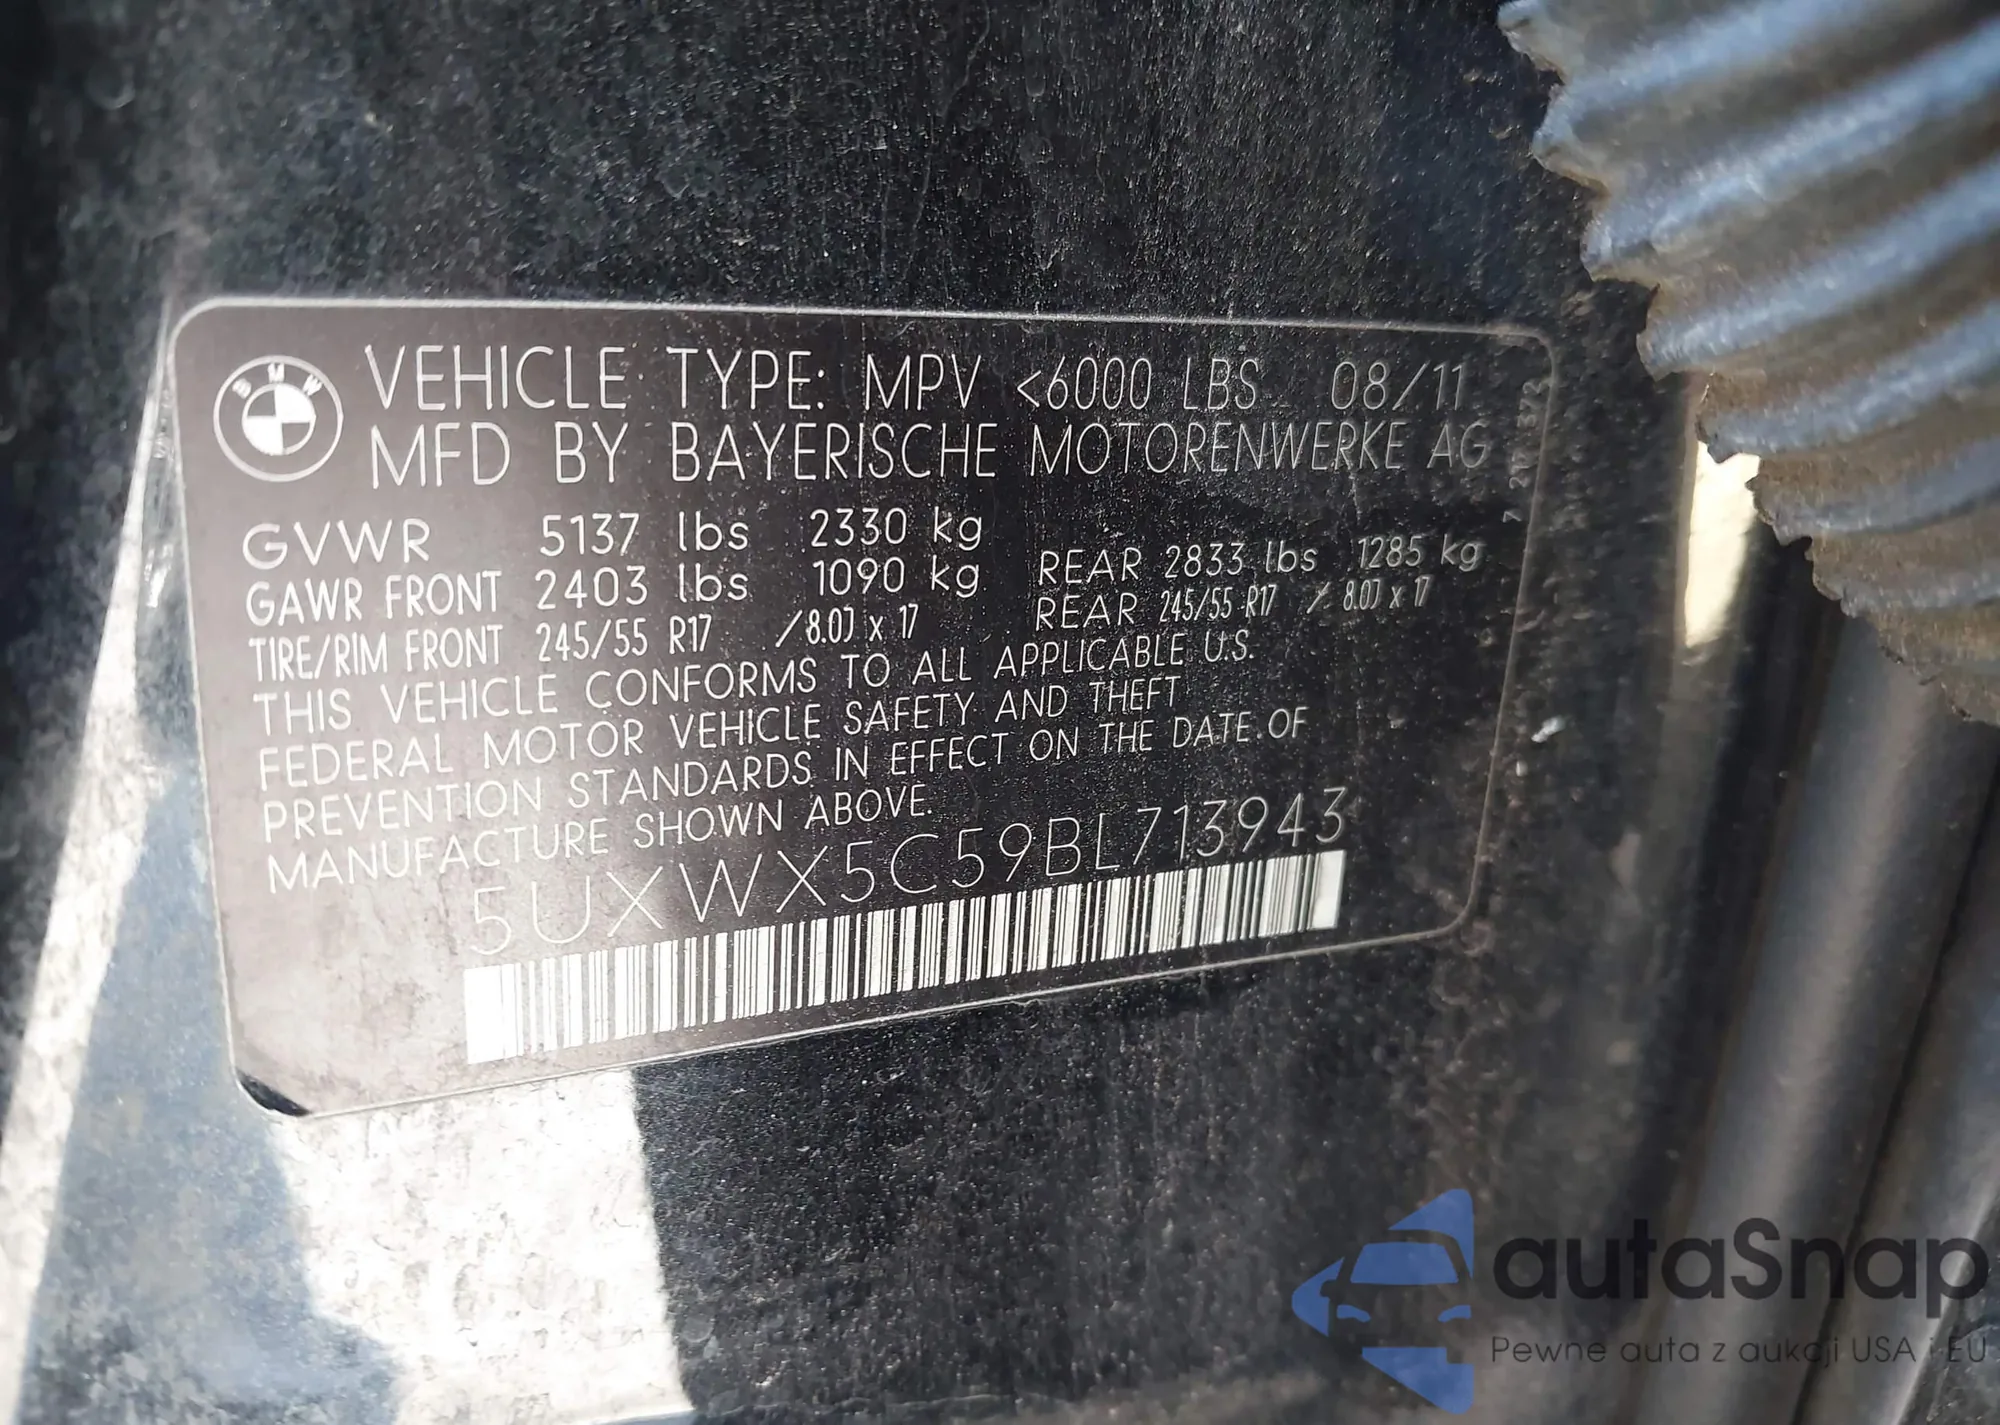 BMW
VEHICLE TYPE: MPV <6000 LBS 08/11
MFD BY BAYERISCHE MOTORENWERKE AG
GVWR 5137 lbs 2330 kg
GAWR FRONT 2403 lbs 1090 kg REAR 2833 lbs 1285 kg
TIRE/RIM FRONT 245/55 R17 /8.0J x 17 REAR 245/55 R17 / 8.0J x 17
THIS VEHICLE CONFORMS TO ALL APPLICABLE U.S.
FEDERAL MOTOR VEHICLE SAFETY AND THEFT
PREVENTION STANDARDS IN EFFECT ON THE DATE OF
MANUFACTURE SHOWN ABOVE.
5UXWX5C59BL713943
autaSnap
Pewne auta z aukcji USA i EU